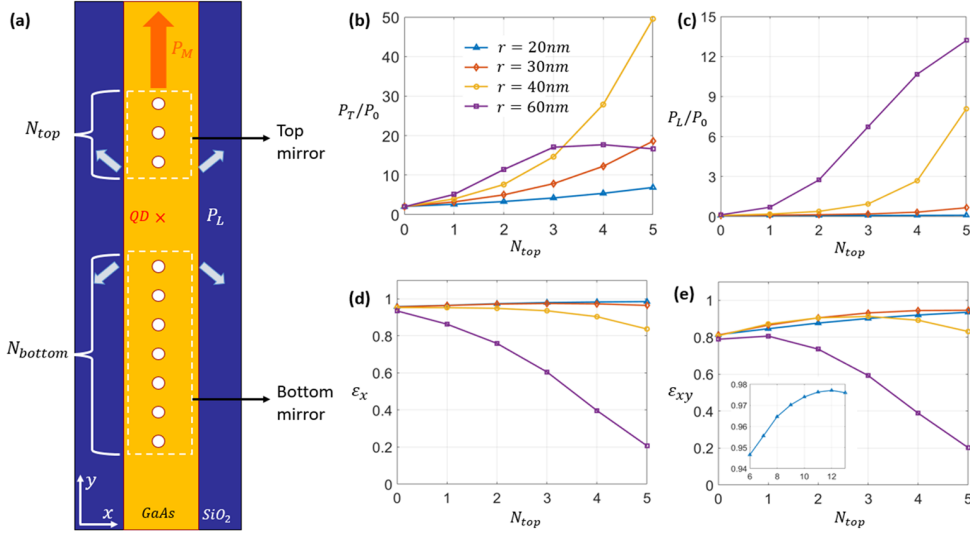 (a)
P_M
N_top
Top
mirror
QD ×
P_L
N_bottom
Bottom
mirror
y
x
GaAs
SiO₂
(b)
50
40
30
20
10
0
P_T/P_0
r = 20nm
r = 30nm
r = 40nm
r = 60nm
0 1 2 3 4 5
N_top
(c)
15
12
9
6
3
0
P_L/P_0
0 1 2 3 4 5
N_top
(d)
1
0.8
0.6
0.4
0.2
0
ε_x
0 1 2 3 4 5
N_top
(e)
1
0.8
0.6
0.4
0.2
0
ε_xy
0.98
0.97
0.96
0.95
0.94
6 8 10 12
0 1 2 3 4 5
N_top